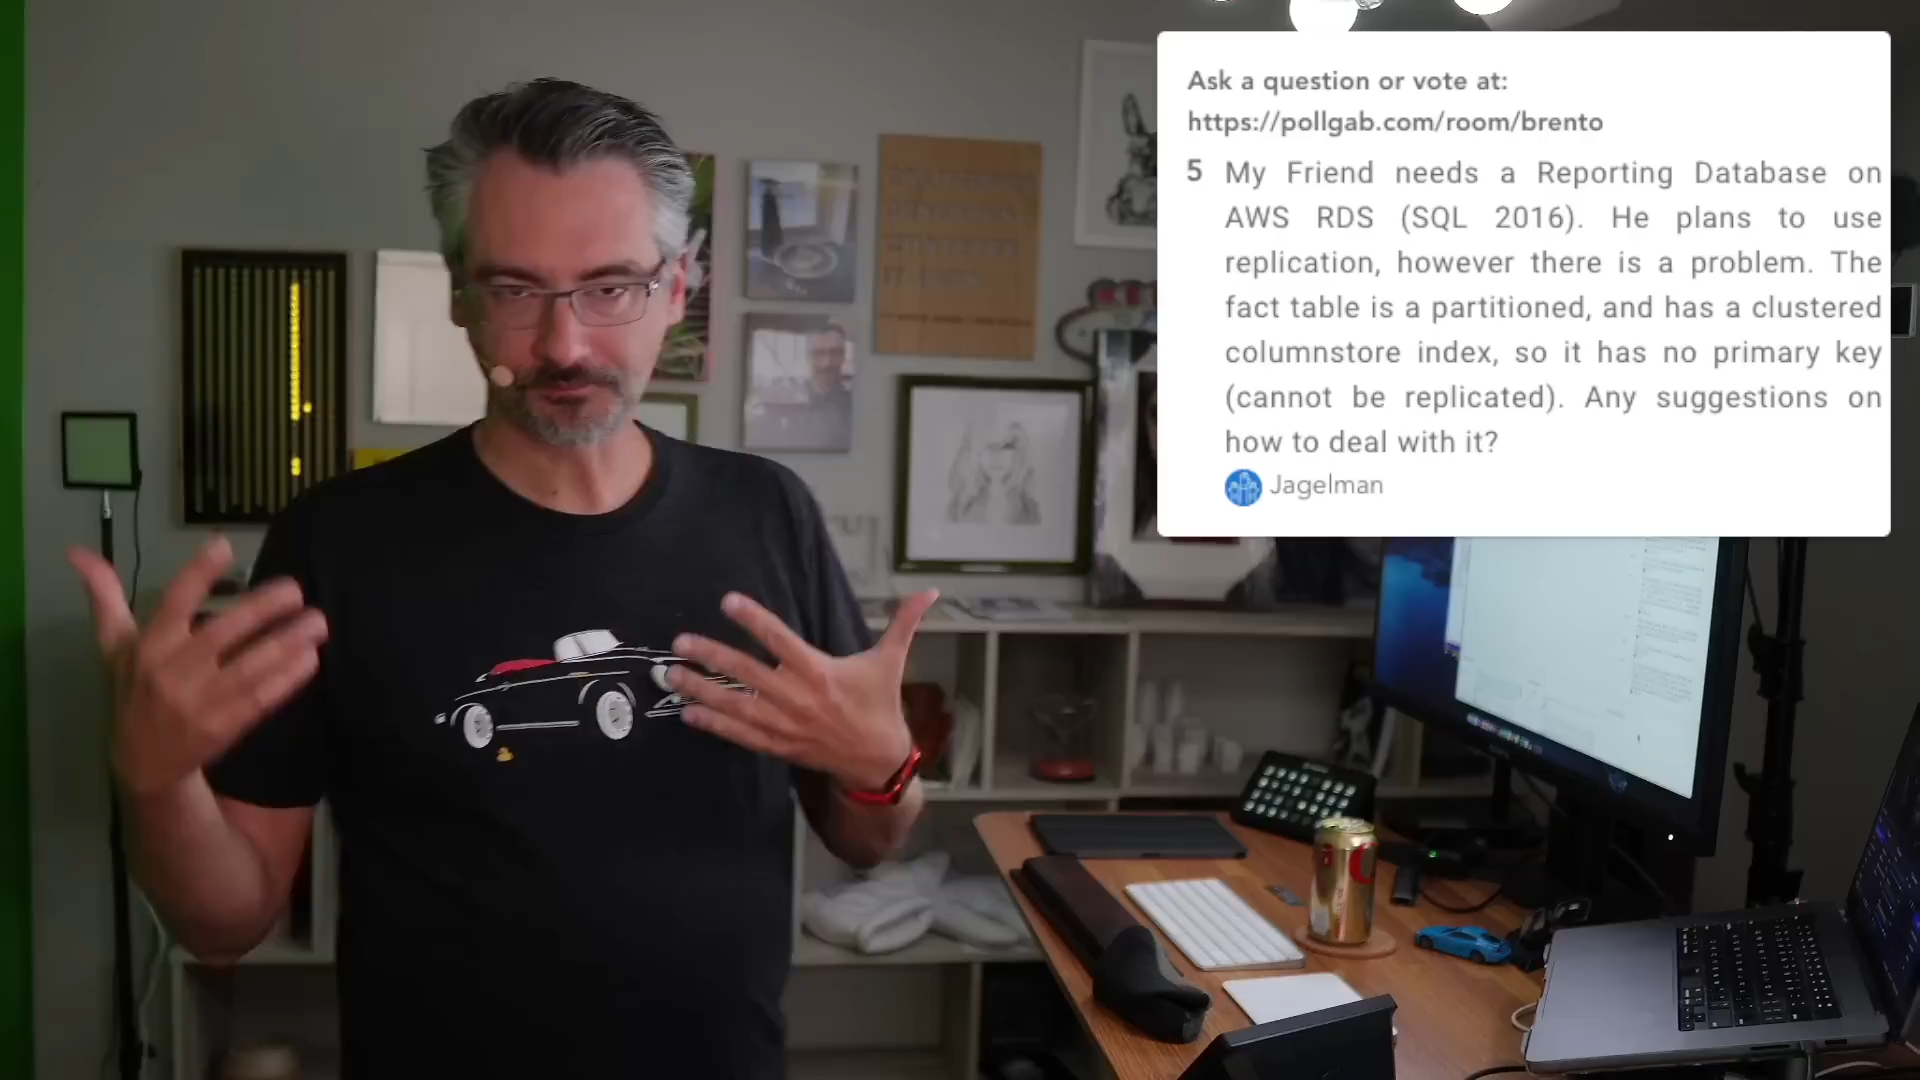 Ask a question or vote at:
https://pollgab.com/room/brento
5 My Friend needs a Reporting Database on
AWS RDS (SQL 2016). He plans to use
replication, however there is a problem. The
fact table is a partitioned, and has a clustered
columnstore index, so it has no primary key
(cannot be replicated). Any suggestions on
how to deal with it?
Jagelman